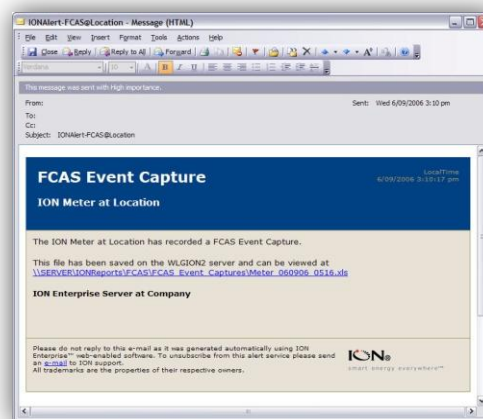 IONAlert-FCAS@Location - Message (HTML)
File Edit View Insert Format Tools Actions Help
Close Reply Reply to All Forward
Verdana 10 A B I U
This message was sent with High importance.
From: Sent: Wed 6/09/2006 3:10 pm
To:
Cc:
Subject: IONAlert-FCAS@Location
FCAS Event Capture
LocalTime
6/09/2006 3:10:17 pm
ION Meter at Location
The ION Meter at Location has recorded a FCAS Event Capture.
This file has been saved on the WLGION2 server and can be viewed at
\\SERVER\IONReports\FCAS\FCAS_Event_Captures\Meter_060906_0516.xls
ION Enterprise Server at Company
Please do not reply to this e-mail as it was generated automatically using ION
Enterprise™ web-enabled software. To unsubscribe from this alert service please send
an e-mail to ION support.
All trademarks are the properties of their respective owners.
ION®
smart energy everywhere™